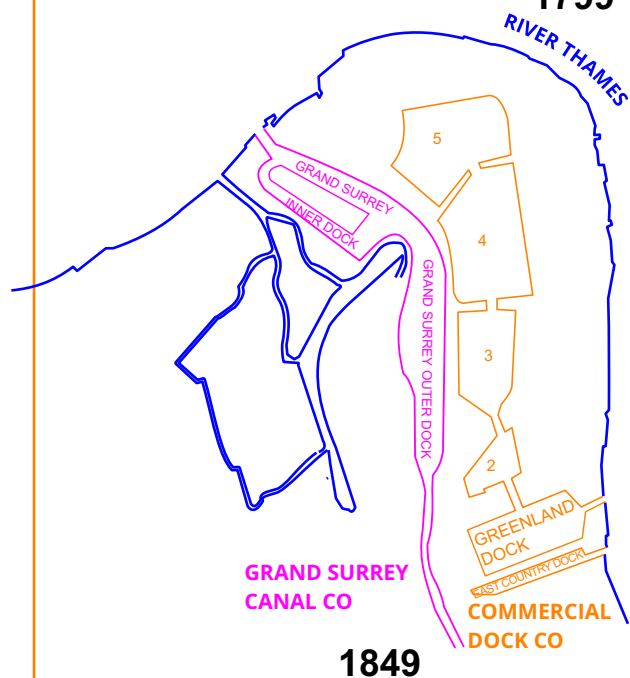 1799
RIVER THAMES
5
GRAND SURREY
INNER DOCK
4
GRAND SURREY OUTER DOCK
3
2
GREENLAND
DOCK
EAST COUNTRY DOCK
GRAND SURREY
CANAL CO
COMMERCIAL
DOCK CO
1849